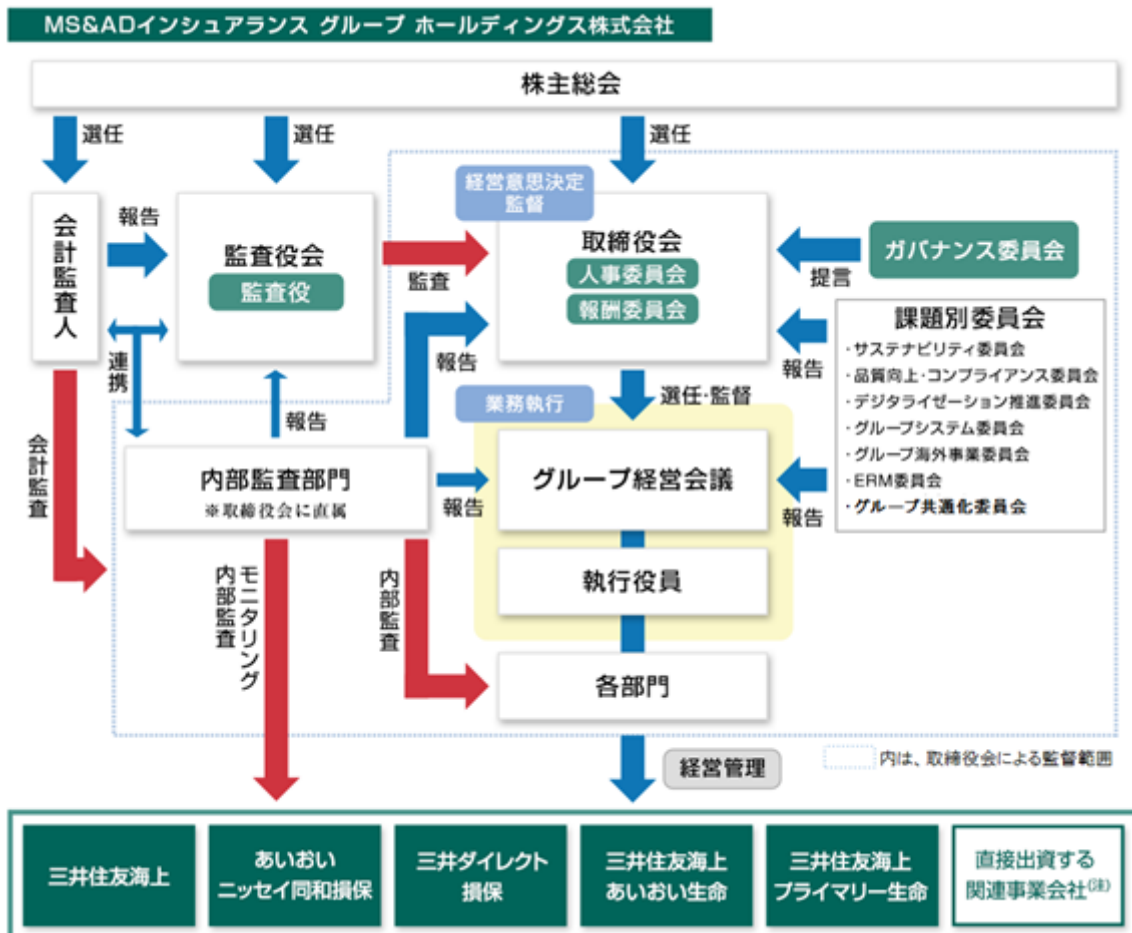 MS&ADインシュアランス グループ ホールディングス株式会社
株主総会
選任
選任
選任
会計監査人
報告
監査役会
監査役
監査
経営意思決定
監督
取締役会
人事委員会
報酬委員会
提言
ガバナンス委員会
課題別委員会
・サステナビリティ委員会
・品質向上・コンプライアンス委員会
・デジタライゼーション推進委員会
・グループシステム委員会
・グループ海外事業委員会
・ERM委員会
・グループ共通化委員会
報告
報告
連携
報告
報告
業務執行
選任・監督
会計監査
内部監査部門
※取締役会に直属
報告
グループ経営会議
執行役員
モニタリング
内部監査
内部監査
各部門
経営管理
内は、取締役会による監督範囲
三井住友海上
あいおい
ニッセイ同和損保
三井ダイレクト
損保
三井住友海上
あいおい生命
三井住友海上
プライマリー生命
直接出資する
関連事業会社(注)